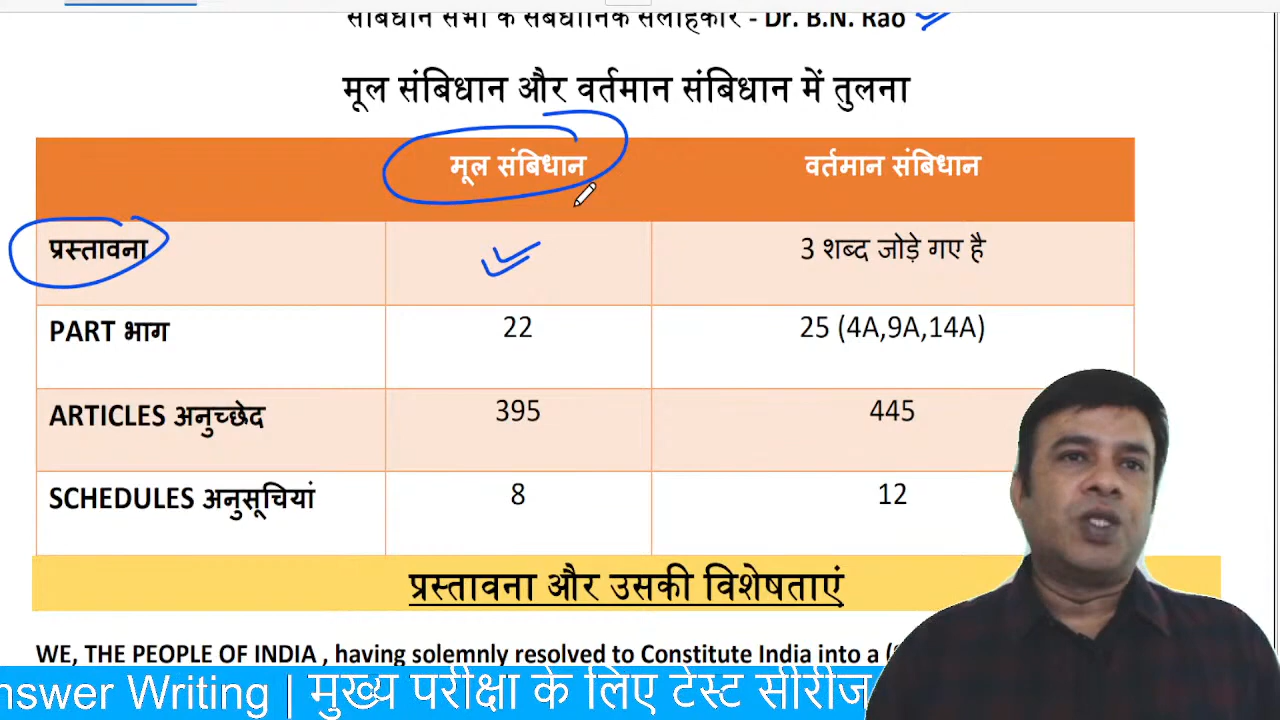 संबिधान सभा के संबैधानिक सलाहकार - Dr. B.N. Rao
मूल संबिधान और वर्तमान संबिधान में तुलना
मूल संबिधान वर्तमान संबिधान
प्रस्तावना 3 शब्द जोड़े गए है
PART भाग 22 25 (4A,9A,14A)
ARTICLES अनुच्छेद 395 445
SCHEDULES अनुसूचियां 8 12
प्रस्तावना और उसकी विशेषताएं
WE, THE PEOPLE OF INDIA , having solemnly resolved to Constitute India into a
nswer Writing | मुख्य परीक्षा के लिए टेस्ट सीरीज